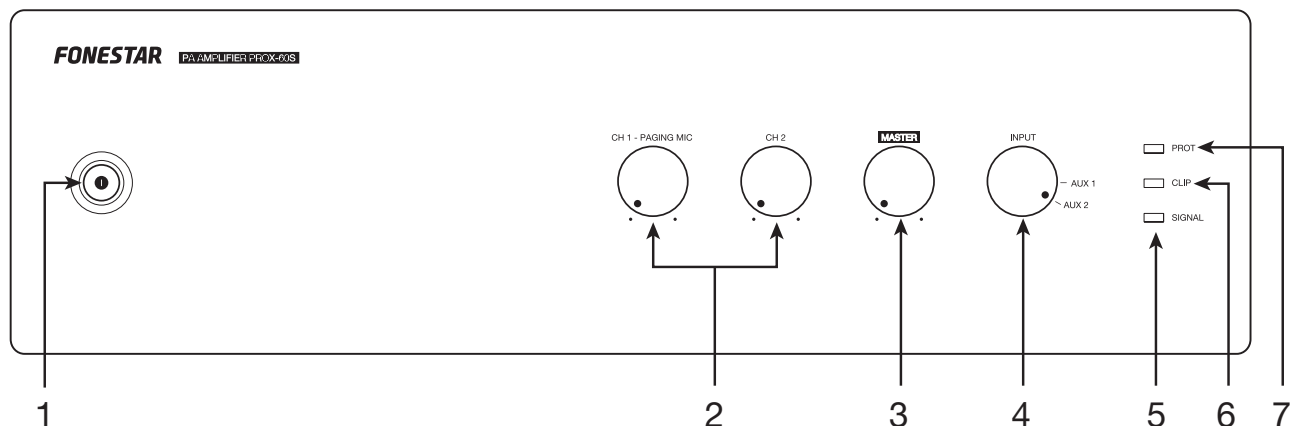 FONESTAR PA AMPLIFIER PROX-60S
CH 1 - PAGING MIC CH 2 MASTER INPUT
PROT
AUX 1
CLIP
AUX 2
SIGNAL
1 2 3 4 5 6 7